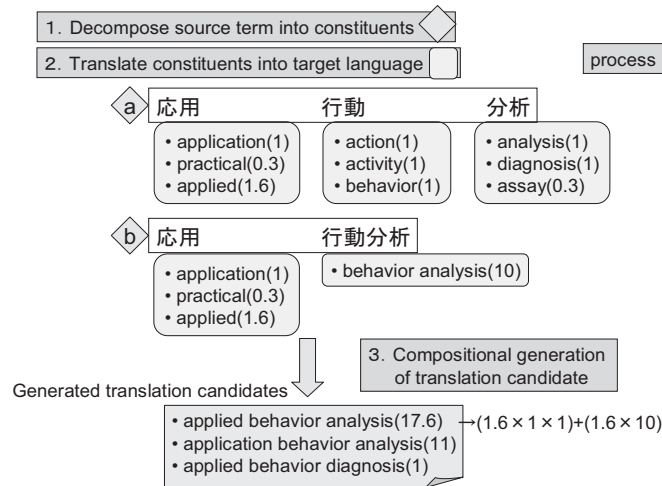 1. Decompose source term into constituents
2. Translate constituents into target language
process
a 応用 行動 分析
• application(1) • action(1) • analysis(1)
• practical(0.3) • activity(1) • diagnosis(1)
• applied(1.6) • behavior(1) • assay(0.3)
b 応用 行動分析
• application(1) • behavior analysis(10)
• practical(0.3)
• applied(1.6)
3. Compositional generation
of translation candidate
Generated translation candidates
• applied behavior analysis(17.6) →(1.6×1×1)+(1.6×10)
• application behavior analysis(11)
• applied behavior diagnosis(1)